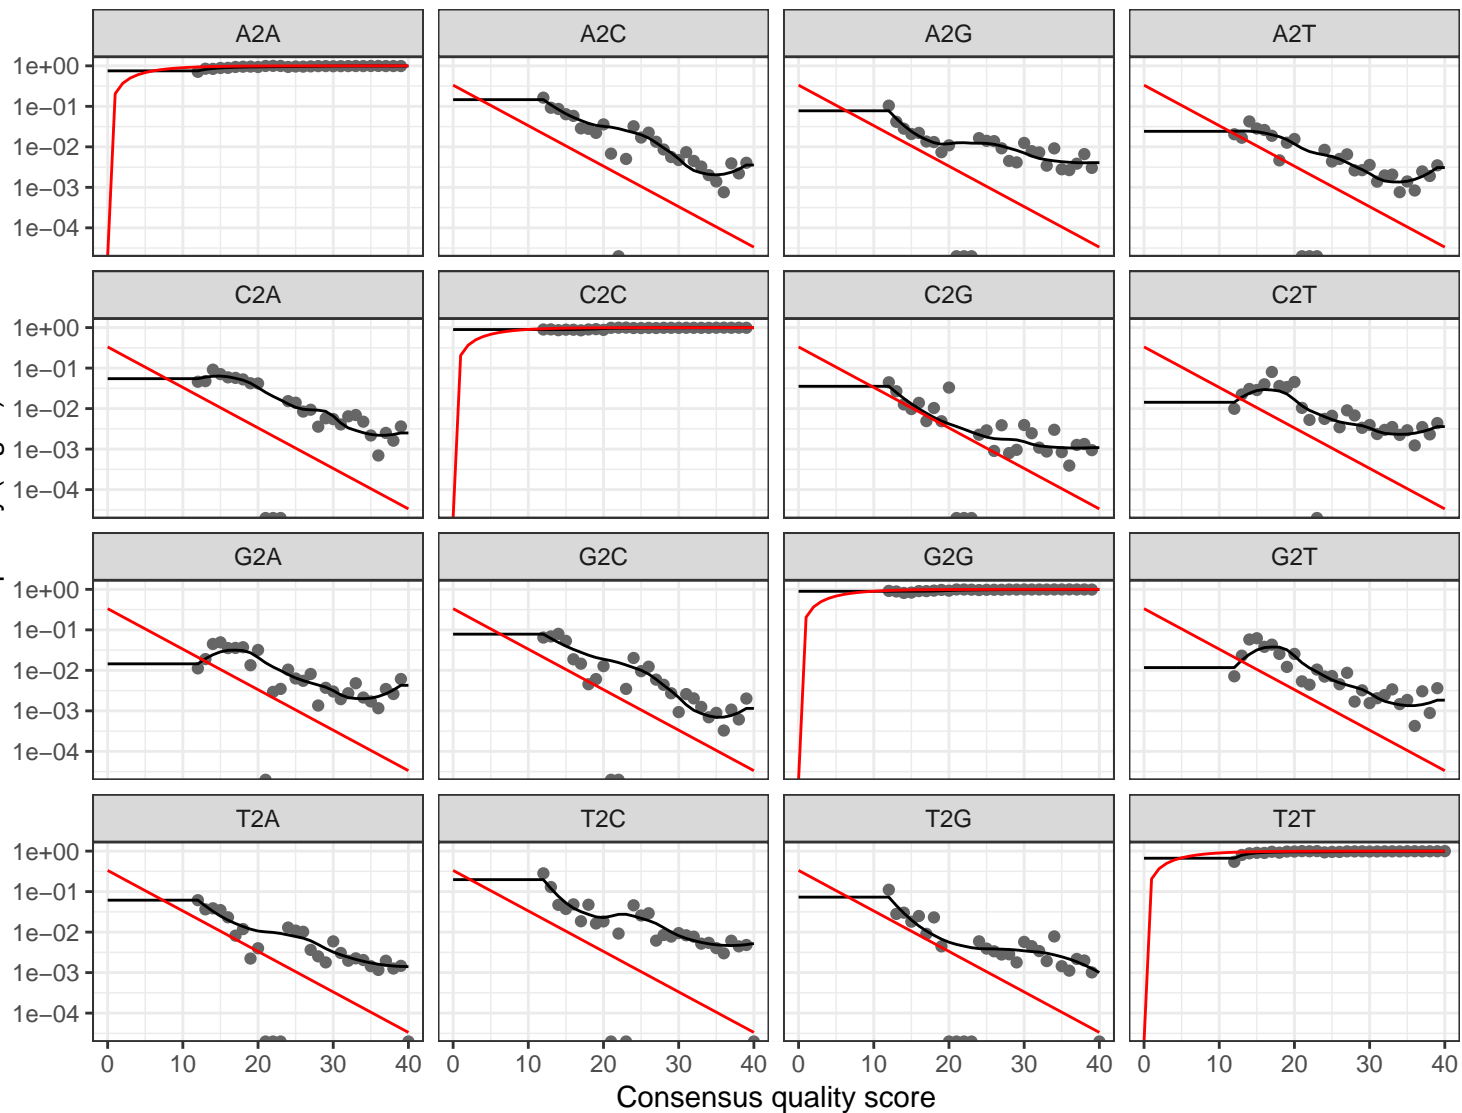 A2A A2C A2G A2T
1e+00
1e−01
1e−02
1e−03
1e−04
C2A C2C C2G C2T
1e+00
1e−01
1e−02
1e−03
1e−04
G2A G2C G2G G2T
1e+00
1e−01
1e−02
1e−03
1e−04
T2A T2C T2G T2T
1e+00
1e−01
1e−02
1e−03
1e−04
0 10 20 30 40 0 10 20 30 40 0 10 20 30 40 0 10 20 30 40
Consensus quality score